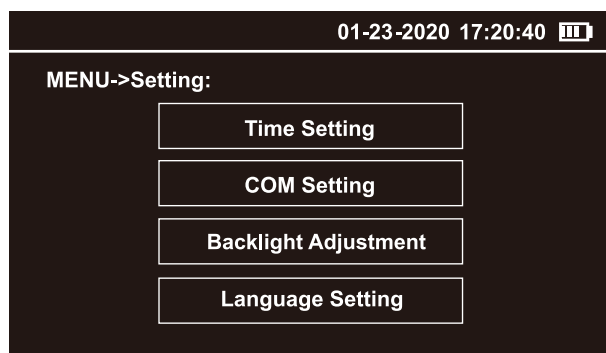 01-23-2020 17:20:40
MENU->Setting:
Time Setting
COM Setting
Backlight Adjustment
Language Setting